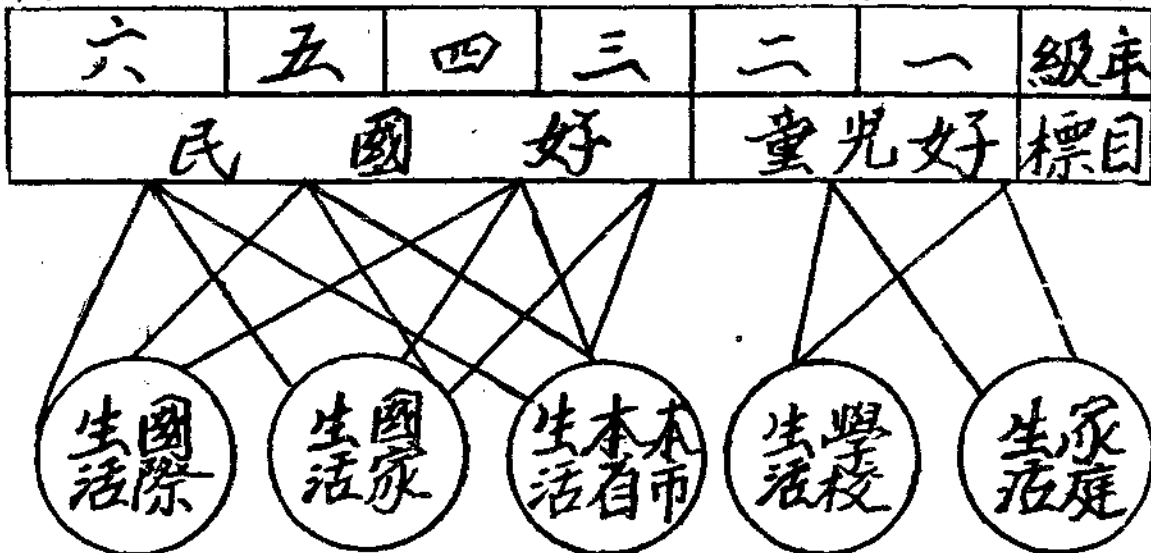 年級 一 二 三 四 五 六
目標 好兒童 好國民
家庭生活
學校生活
本市本省生活
國家生活
國際生活